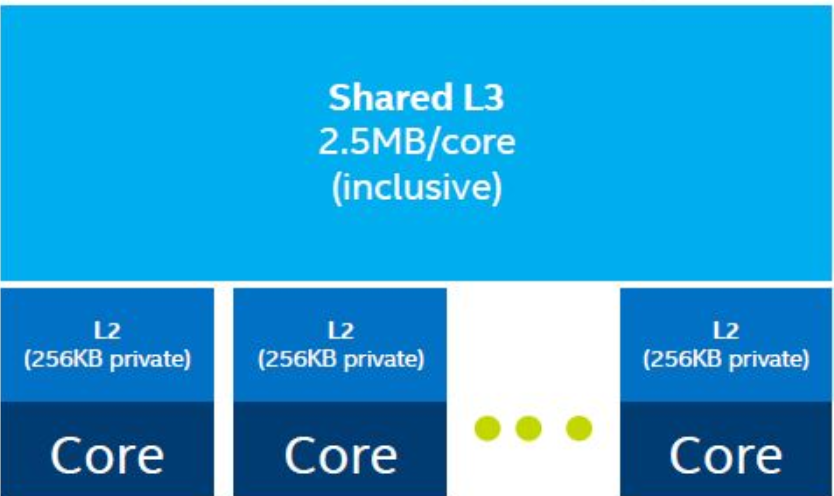 Shared L3
2.5MB/core
(inclusive)
L2
(256KB private)
Core
L2
(256KB private)
Core
L2
(256KB private)
Core